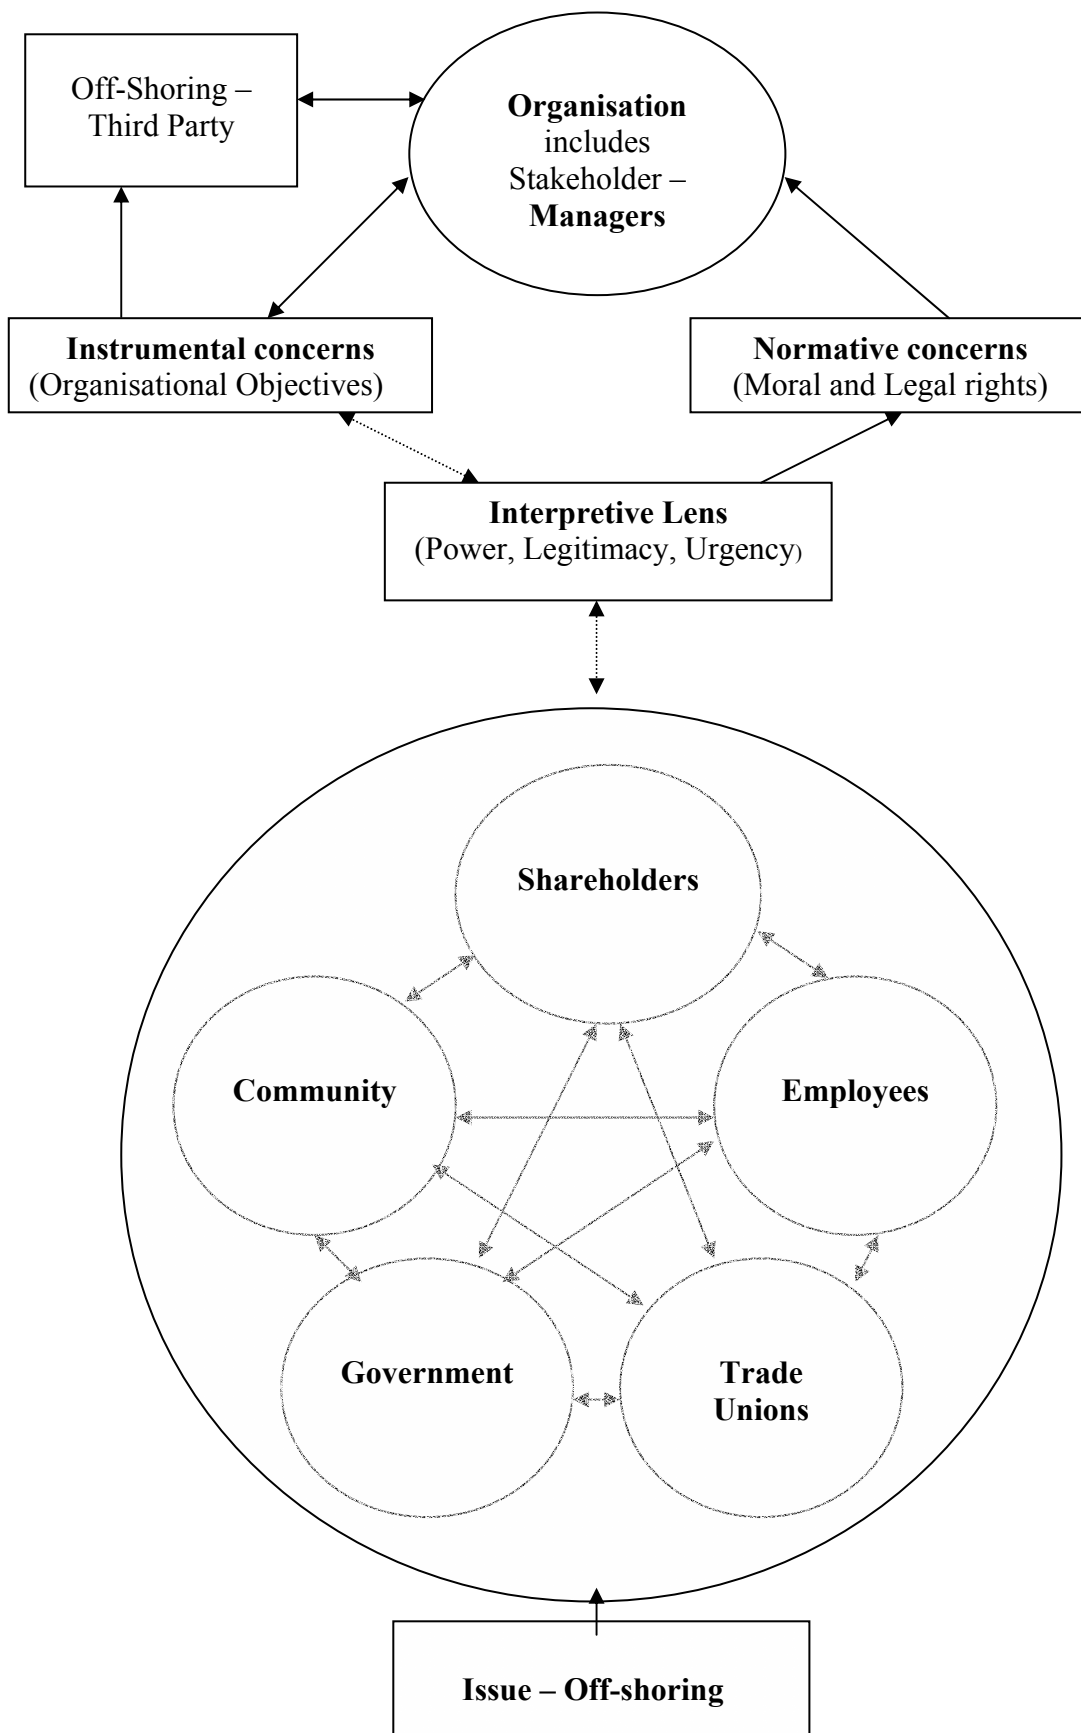 Off-Shoring –
Third Party
Organisation
includes
Stakeholder –
Managers
Instrumental concerns
(Organisational Objectives)
Normative concerns
(Moral and Legal rights)
Interpretive Lens
(Power, Legitimacy, Urgency)
Shareholders
Community
Employees
Government
Trade
Unions
Issue – Off-shoring